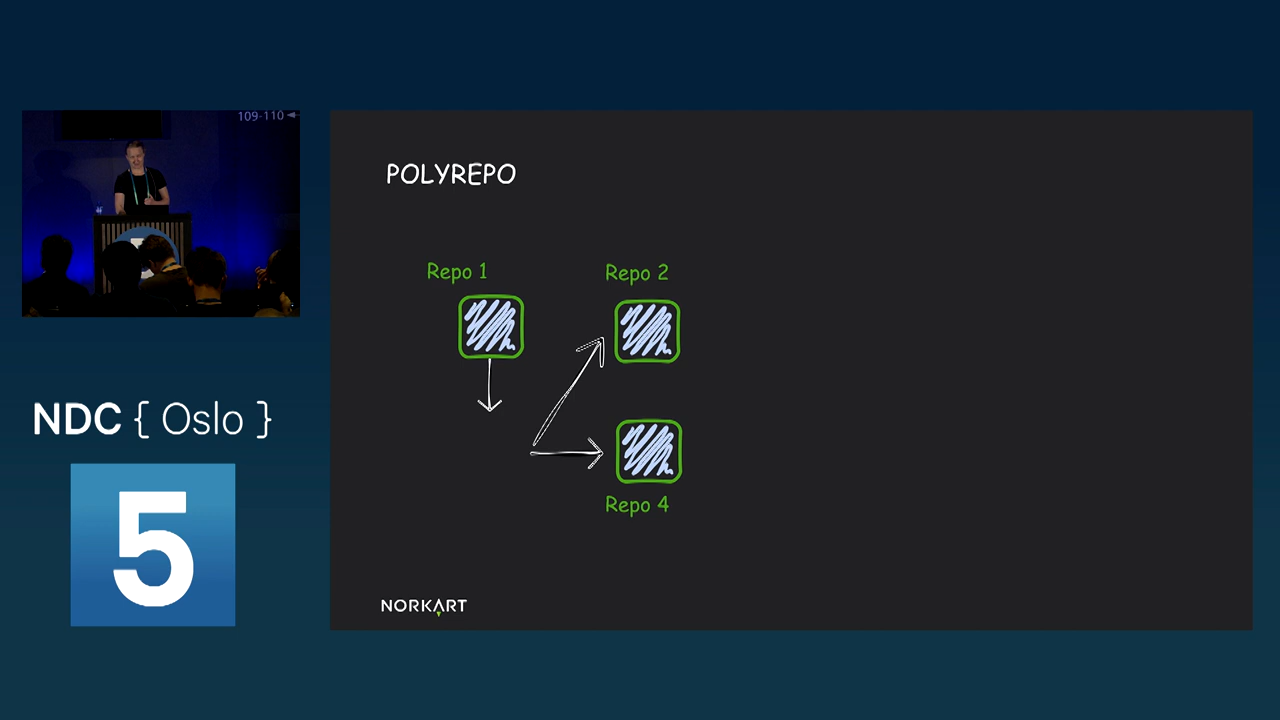 109-110
POLYREPO
Repo 1
Repo 2
NDC { Oslo }
5
Repo 4
NORKART